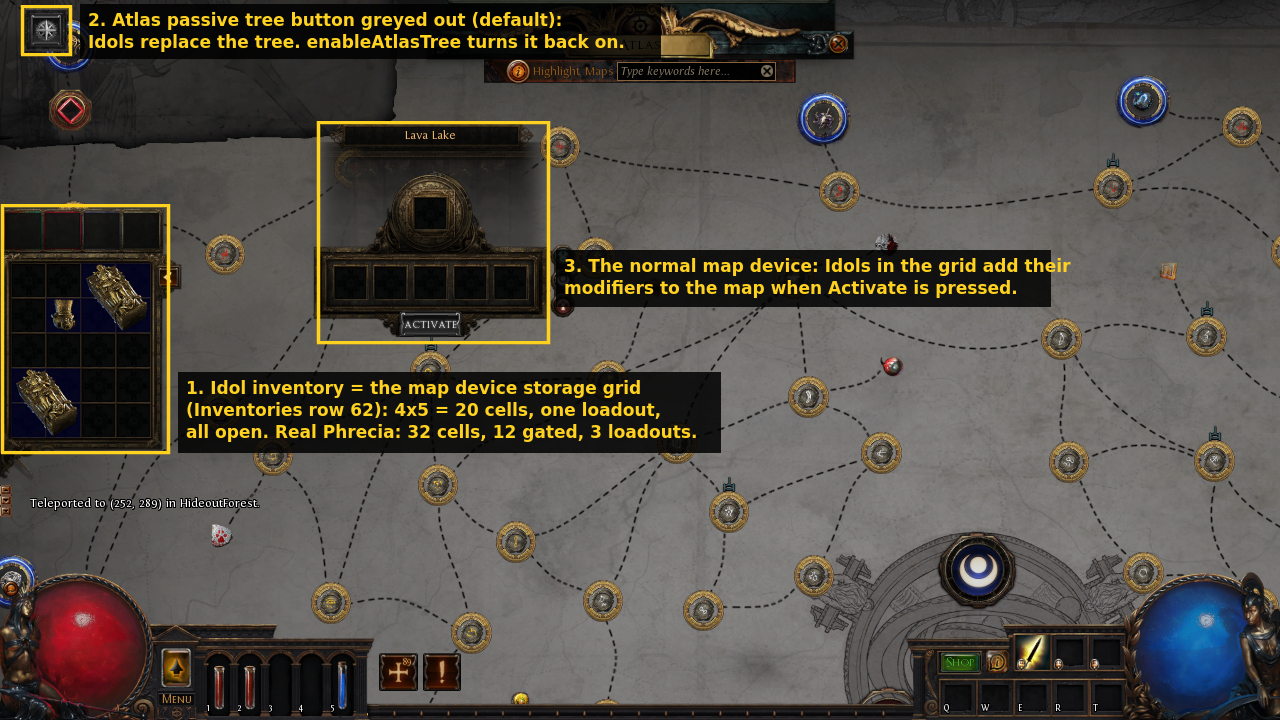 2. Atlas passive tree button greyed out (default):
Idols replace the tree. enableAtlasTree turns it back on.
Highlight Maps
Type keywords here...
Lava Lake
3. The normal map device: Idols in the grid add their
modifiers to the map when Activate is pressed.
ACTIVATE
1. Idol inventory = the map device storage grid
(Inventories row 62): 4x5 = 20 cells, one loadout,
all open. Real Phrecia: 32 cells, 12 gated, 3 loadouts.
Teleported to (252, 289) in HideoutForest.
89
SHOP
MENU
1 2 3 4 5
Q W E R T